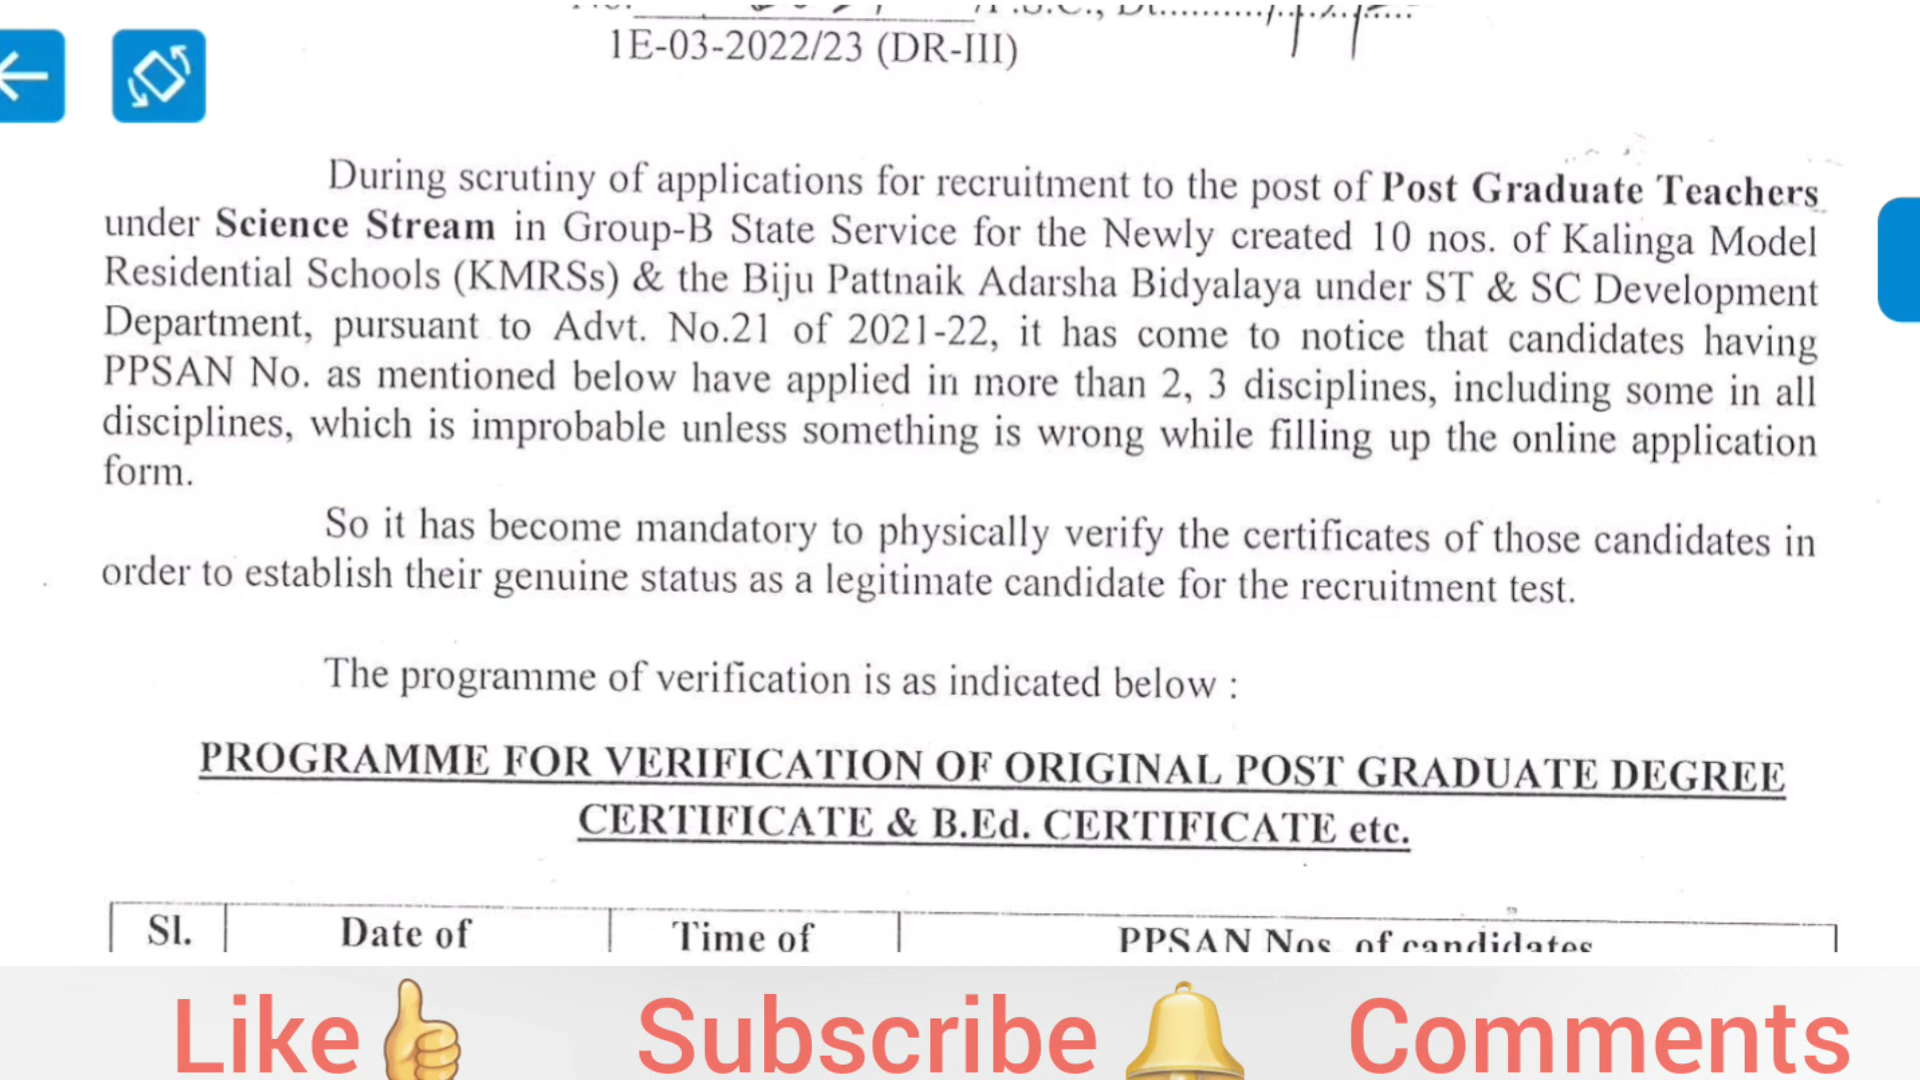 1E-03-2022/23 (DR-III)
During scrutiny of applications for recruitment to the post of Post Graduate Teachers
under Science Stream in Group-B State Service for the Newly created 10 nos. of Kalinga Model
Residential Schools (KMRSs) & the Biju Pattnaik Adarsha Bidyalaya under ST & SC Development
Department, pursuant to Advt. No.21 of 2021-22, it has come to notice that candidates having
PPSAN No. as mentioned below have applied in more than 2, 3 disciplines, including some in all
disciplines, which is improbable unless something is wrong while filling up the online application
form.
So it has become mandatory to physically verify the certificates of those candidates in
order to establish their genuine status as a legitimate candidate for the recruitment test.
The programme of verification is as indicated below :
PROGRAMME FOR VERIFICATION OF ORIGINAL POST GRADUATE DEGREE
CERTIFICATE & B.Ed. CERTIFICATE etc.
Sl. Date of Time of PPSAN Nos. of candidates
Like Subscribe Comments